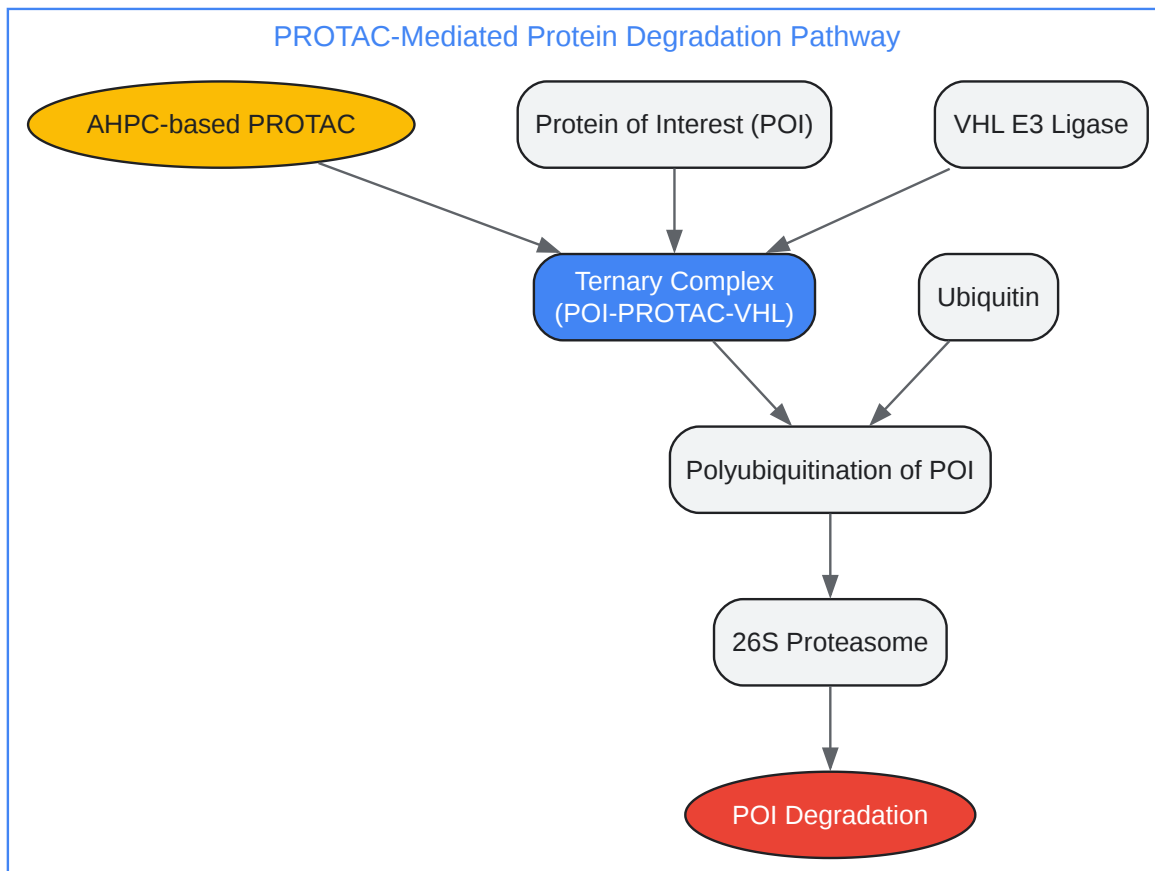 PROTAC-Mediated Protein Degradation Pathway
AHPC-based PROTAC
Protein of Interest (POI)
VHL E3 Ligase
Ternary Complex
(POI-PROTAC-VHL)
Ubiquitin
Polyubiquitination of POI
26S Proteasome
POI Degradation